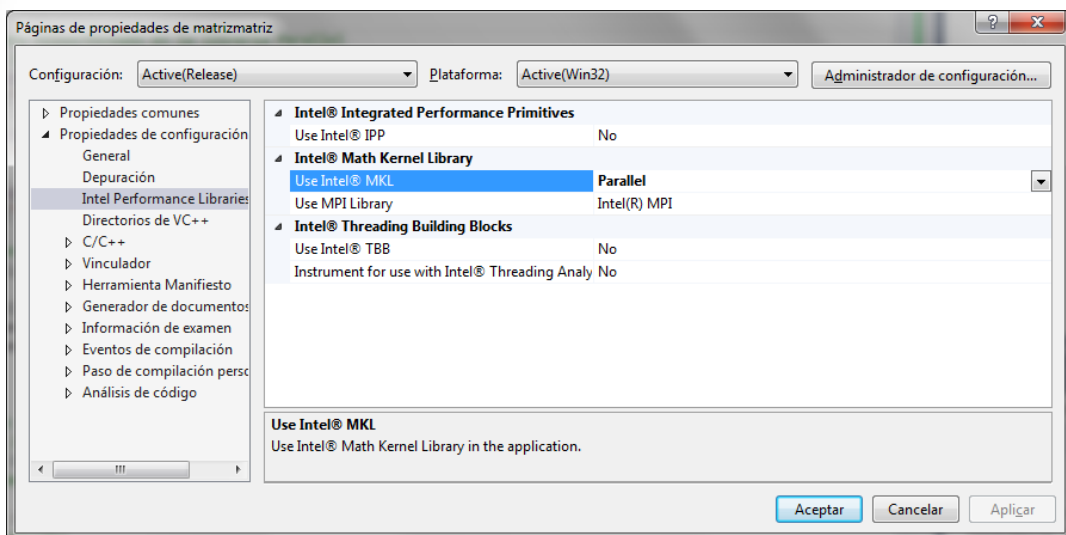 Páginas de propiedades de matrizmatriz
Configuración: Active(Release) Plataforma: Active(Win32) Administrador de configuración...
Propiedades comunes
Propiedades de configuración
General
Depuración
Intel Performance Libraries
Directorios de VC++
C/C++
Vinculador
Herramienta Manifiesto
Generador de documentos
Información de examen
Eventos de compilación
Paso de compilación perso
Análisis de código
Intel® Integrated Performance Primitives
Use Intel® IPP No
Intel® Math Kernel Library
Use Intel® MKL Parallel
Use MPI Library Intel(R) MPI
Intel® Threading Building Blocks
Use Intel® TBB No
Instrument for use with Intel® Threading Analy No
Use Intel® MKL
Use Intel® Math Kernel Library in the application.
Aceptar Cancelar Aplicar